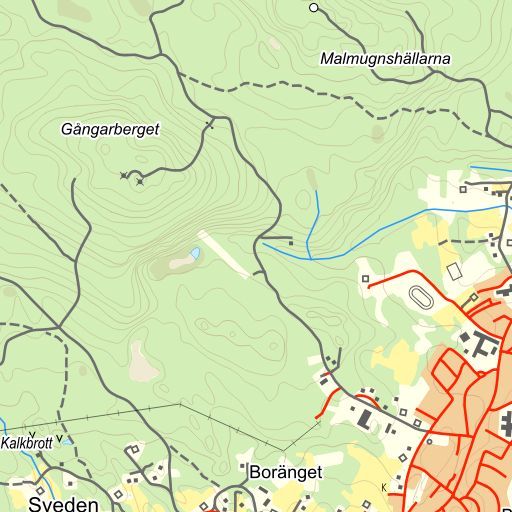 Malmugnshällarna
Gångarberget
Kalkbrott
Boränget
Sveden
K